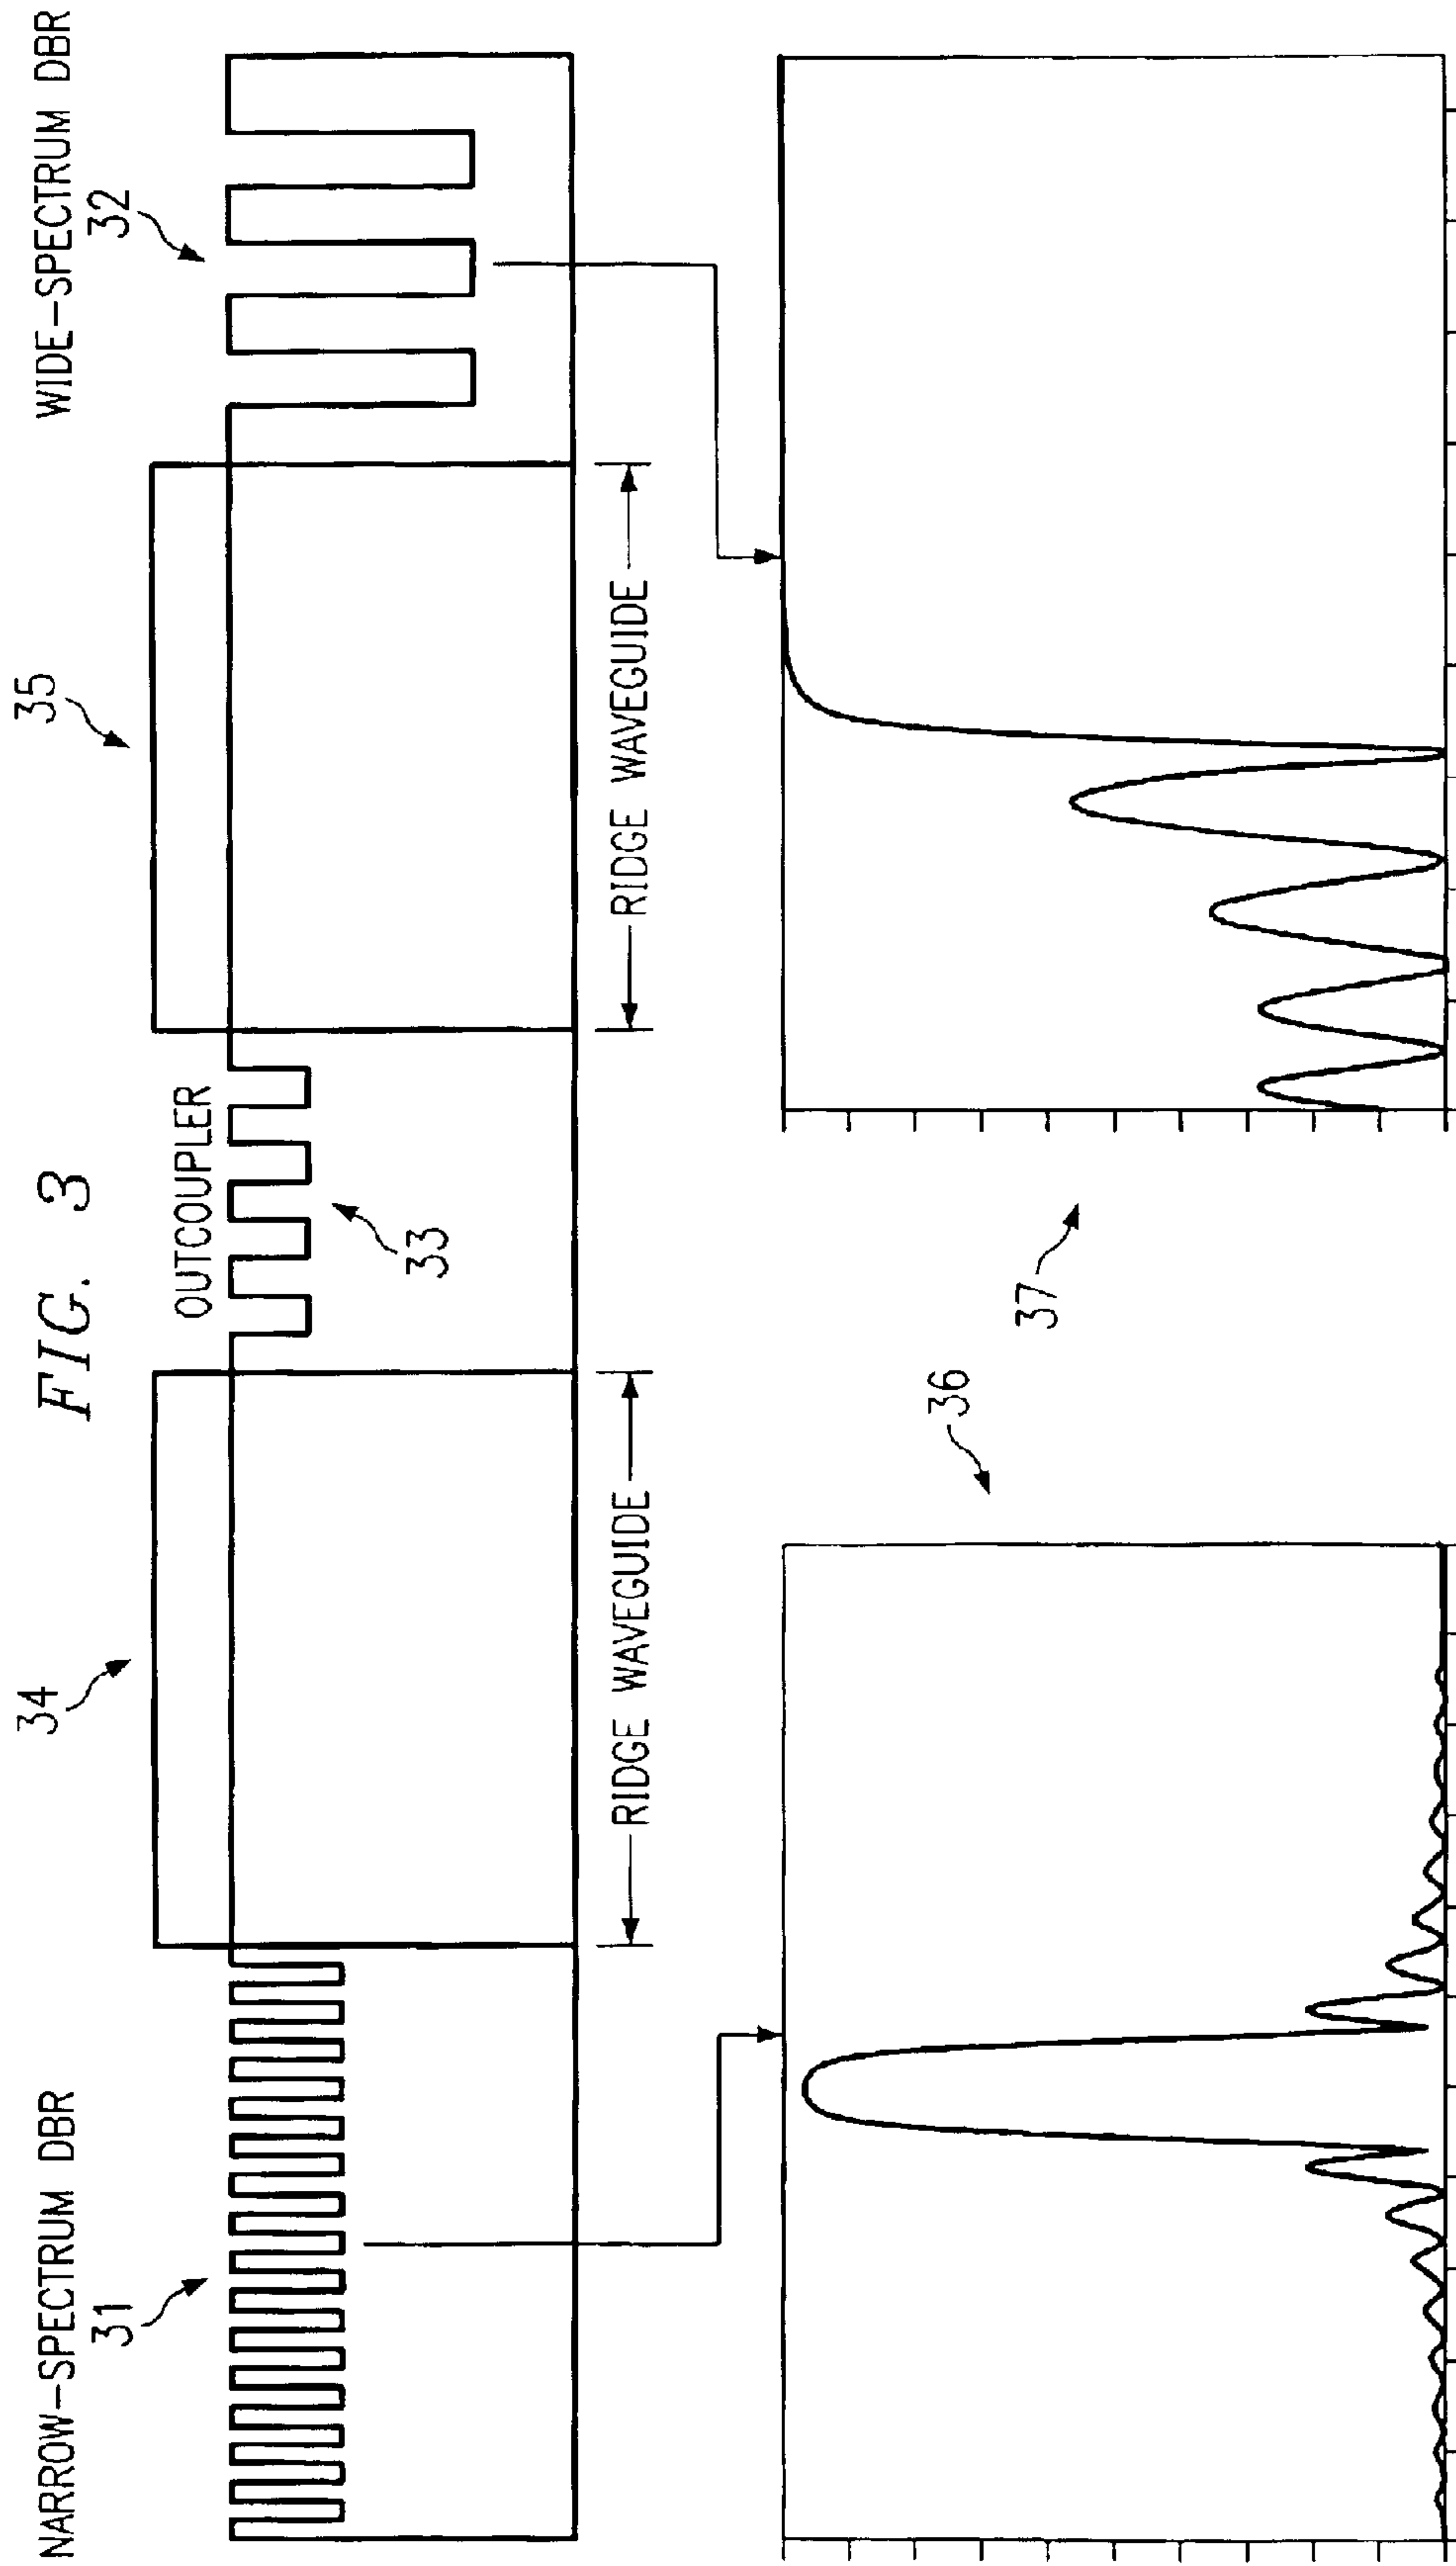 FIG. 3
NARROW-SPECTRUM DBR
31
34
OUTCOUPLER
33
35
WIDE-SPECTRUM DBR
32
RIDGE WAVEGUIDE
RIDGE WAVEGUIDE
36
37